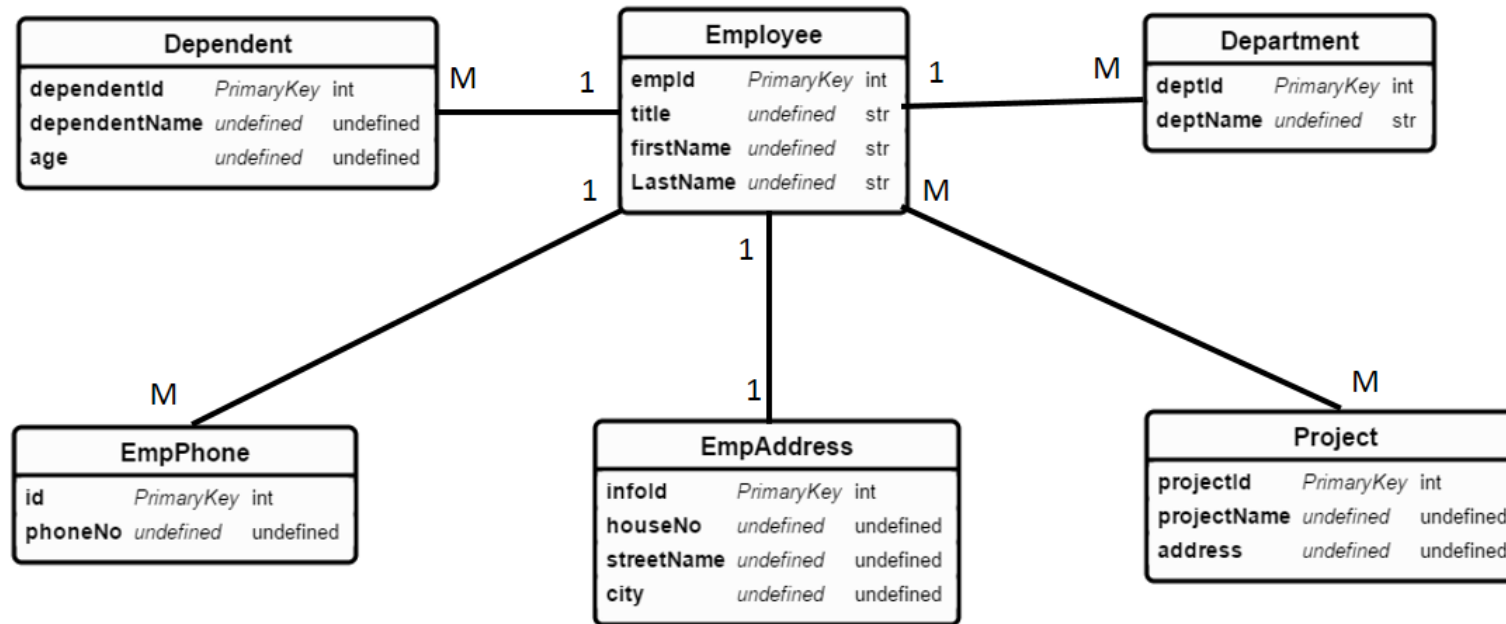 Dependent
dependentId PrimaryKey int
dependentName undefined undefined
age undefined undefined
M
1
Employee
empId PrimaryKey int
title undefined str
firstName undefined str
LastName undefined str
1
M
Department
deptId PrimaryKey int
deptName undefined str
1
M
1
M
1
M
EmpPhone
id PrimaryKey int
phoneNo undefined undefined
EmpAddress
infoId PrimaryKey int
houseNo undefined undefined
streetName undefined undefined
city undefined undefined
Project
projectId PrimaryKey int
projectName undefined undefined
address undefined undefined